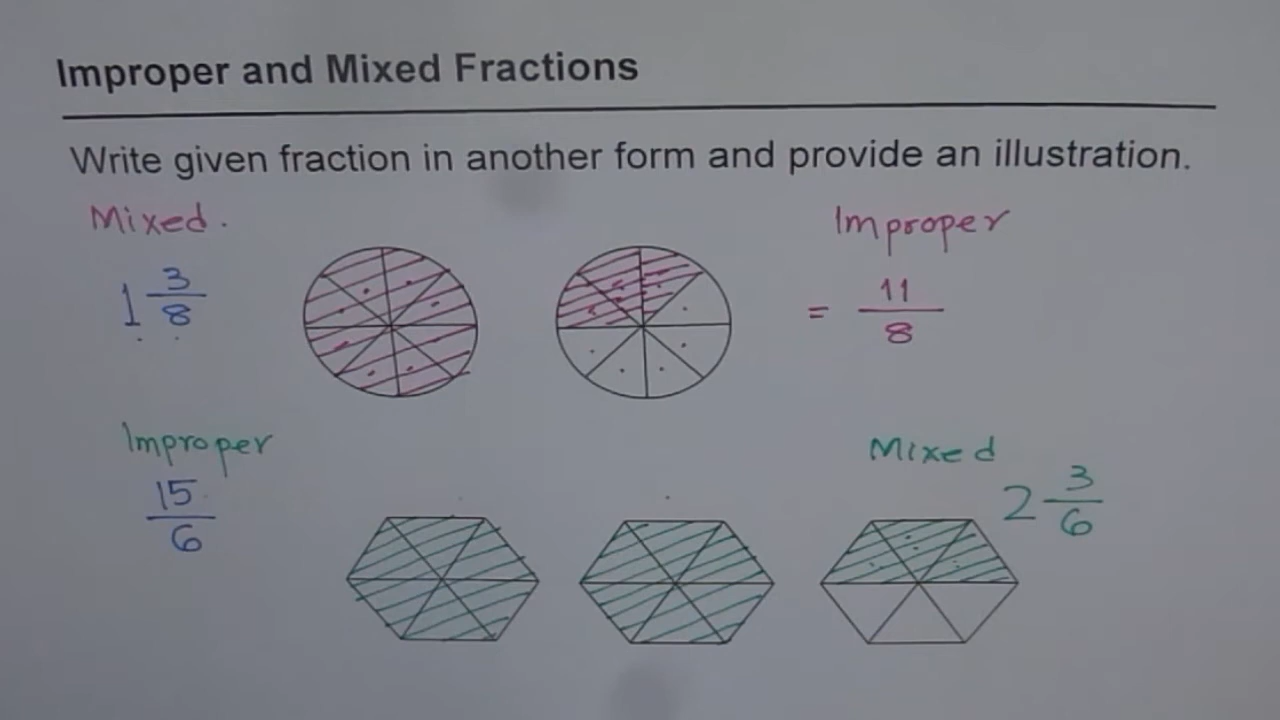 Improper and Mixed Fractions
Write given fraction in another form and provide an illustration.
Mixed.
1 3/8
Improper
= 11/8
Improper
15/6
Mixed
2 3/6